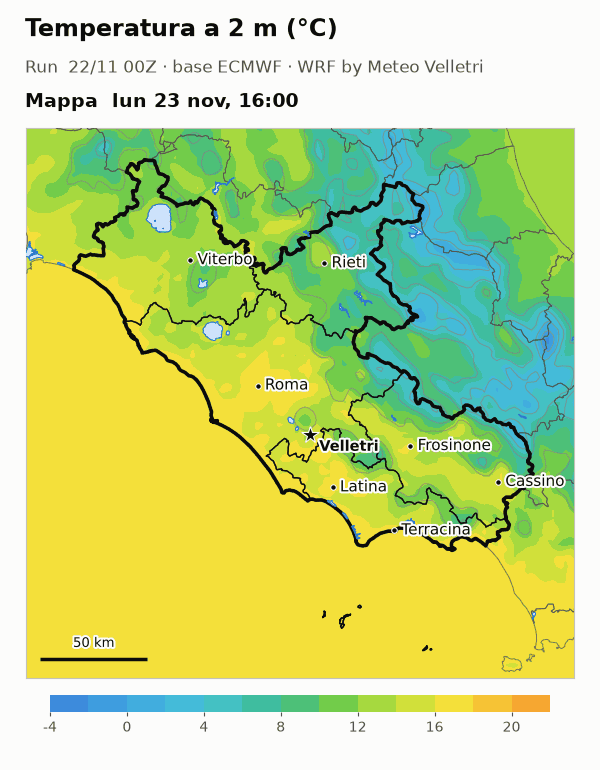 Temperatura a 2 m (°C)
Run  22/11 00Z · base ECMWF · WRF by Meteo Velletri
Mappa  lun 23 nov, 16:00
Viterbo
Rieti
Roma
Velletri
Frosinone
Latina
Cassino
Terracina
50 km
-4 0 4 8 12 16 20